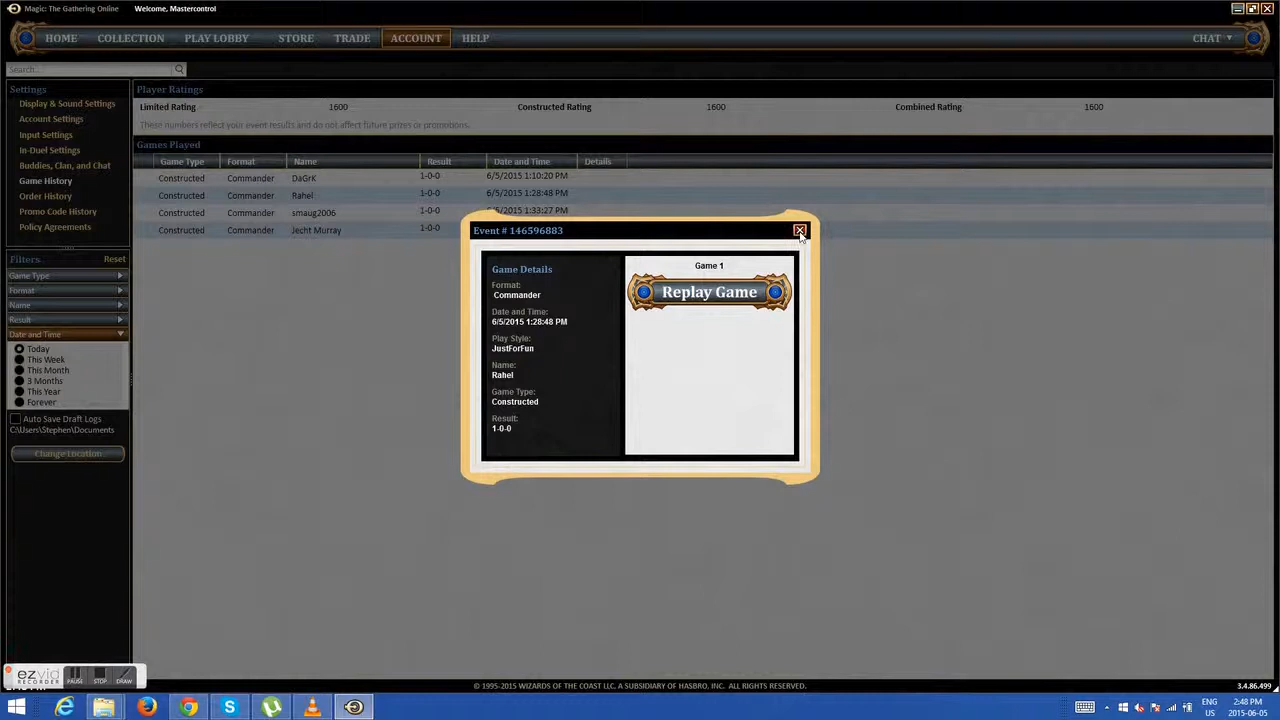 Magic: The Gathering Online Welcome, Mastercontrol
HOME COLLECTION PLAY LOBBY STORE TRADE ACCOUNT HELP CHAT
Search...
Settings
Display & Sound Settings
Account Settings
Input Settings
In-Duel Settings
Buddies, Clan, and Chat
Game History
Order History
Promo Code History
Policy Agreements
Filters Reset
Game Type
Format
Name
Result
Date and Time
Today
This Week
This Month
3 Months
This Year
Forever
Auto Save Draft Logs
C:\Users\Stephen\Documents
Change Location
Player Ratings
Limited Rating 1600 Constructed Rating 1600 Combined Rating 1600
These numbers reflect your event results and do not affect future prizes or promotions.
Games Played
Game Type Format Name Result Date and Time Details
Constructed Commander DaGrK 1-0-0 6/5/2015 1:10:20 PM
Constructed Commander Rahel 1-0-0 6/5/2015 1:28:48 PM
Constructed Commander smaug2006 1-0-0 6/5/2015 1:33:27 PM
Constructed Commander Jecht Murray 1-0-0
Event # 146596883
Game Details
Format:
Commander
Date and Time:
6/5/2015 1:28:48 PM
Play Style:
JustForFun
Name:
Rahel
Game Type:
Constructed
Result:
1-0-0
Game 1
Replay Game
ezvid
RECORDER
PAUSE STOP DRAW
© 1995-2015 WIZARDS OF THE COAST LLC, A SUBSIDIARY OF HASBRO, INC. ALL RIGHTS RESERVED.
3.4.86.499
ENG
US
2:48 PM
2015-06-05